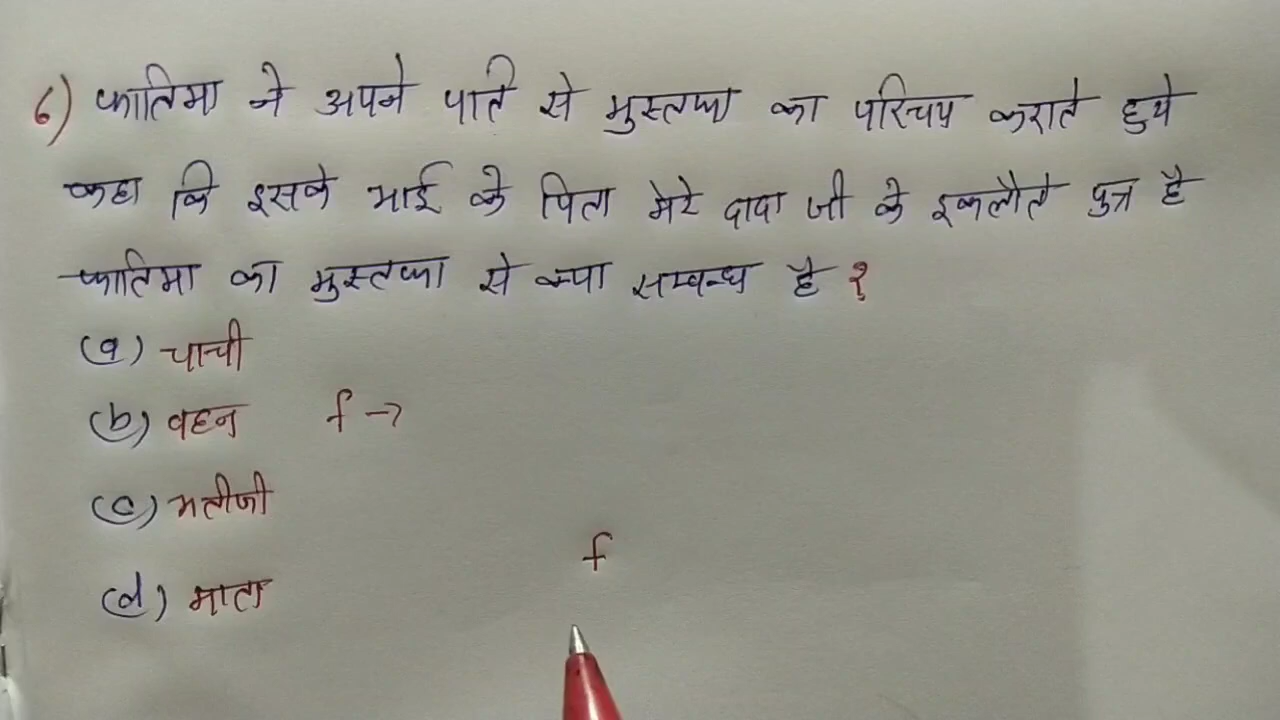 6) फातिमा ने अपने पति से मुस्तफा का परिचय कराते हुये
कहा कि इसके भाई के पिता मेरे दादा जी के इकलौते पुत्र है
फातिमा का मुस्तफा से क्या सम्बन्ध है ?
(a) चाची
(b) बहन f →
(c) भतीजी
f
(d) माता